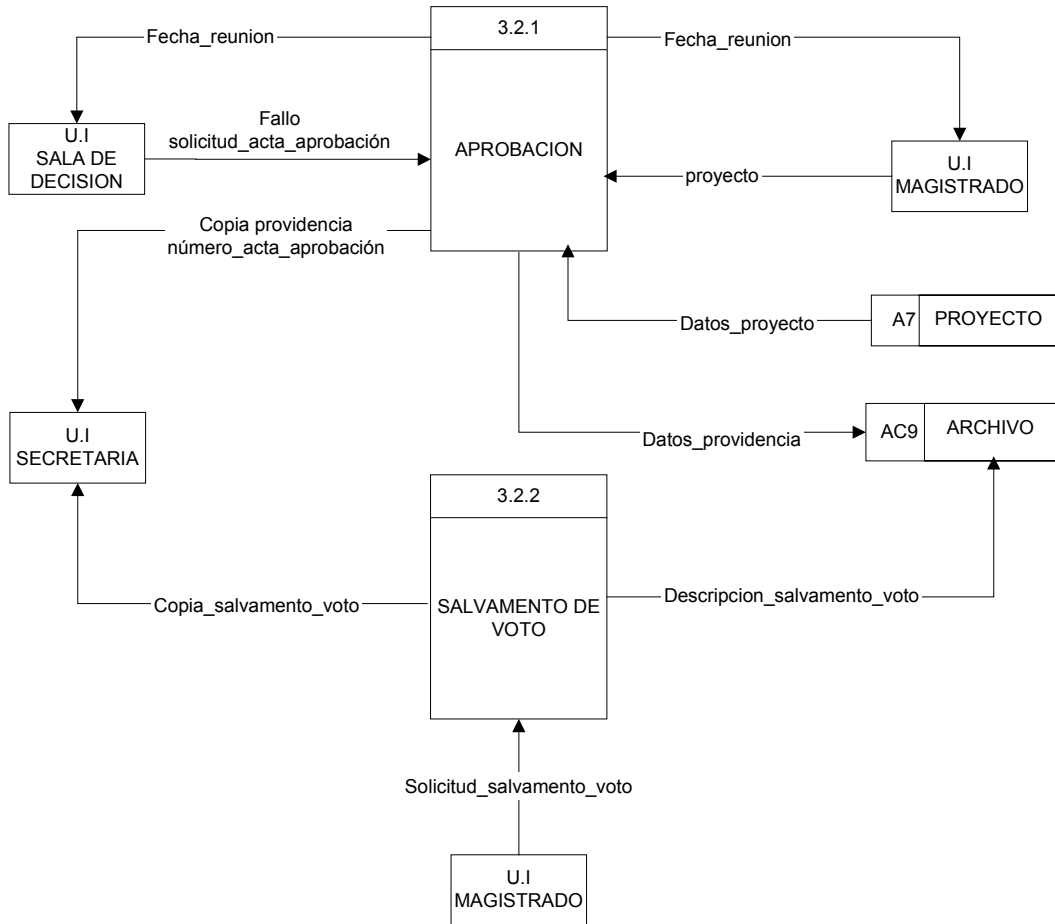 3.2.1
Fecha_reunion
Fecha_reunion
Fallo
solicitud_acta_aprobación
U.I
SALA DE
DECISION
APROBACION
U.I
MAGISTRADO
proyecto
Copia providencia
número_acta_aprobación
Datos_proyecto
A7
PROYECTO
U.I
SECRETARIA
Datos_providencia
AC9
ARCHIVO
3.2.2
Copia_salvamento_voto
SALVAMENTO DE
VOTO
Descripcion_salvamento_voto
Solicitud_salvamento_voto
U.I
MAGISTRADO